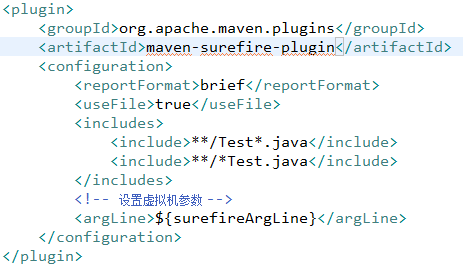 <plugin>
<groupId>org.apache.maven.plugins</groupId>
<artifactId>maven-surefire-plugin</artifactId>
<configuration>
<reportFormat>brief</reportFormat>
<useFile>true</useFile>
<includes>
<include>**/Test*.java</include>
<include>**/*Test.java</include>
</includes>
<!-- 设置虚拟机参数 -->
<argLine>${surefireArgLine}</argLine>
</configuration>
</plugin>